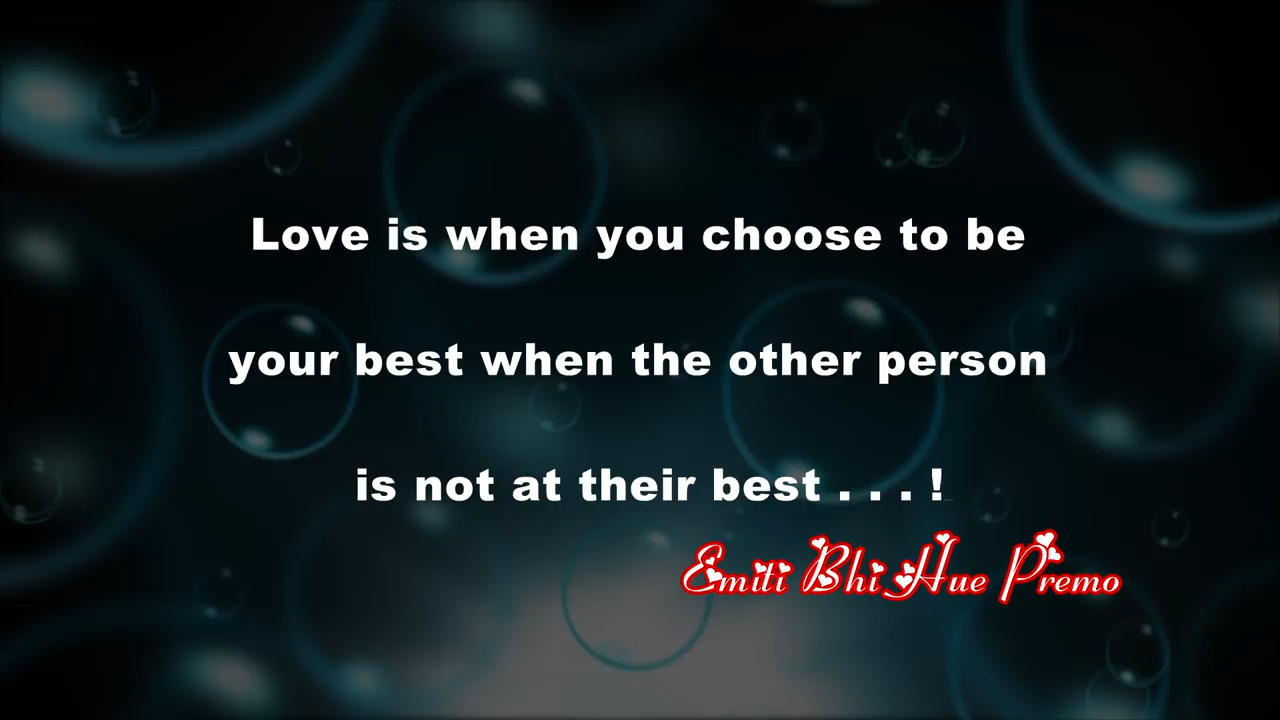 Love is when you choose to be
your best when the other person
is not at their best . . . !
Emiti Bhi Hue Premo